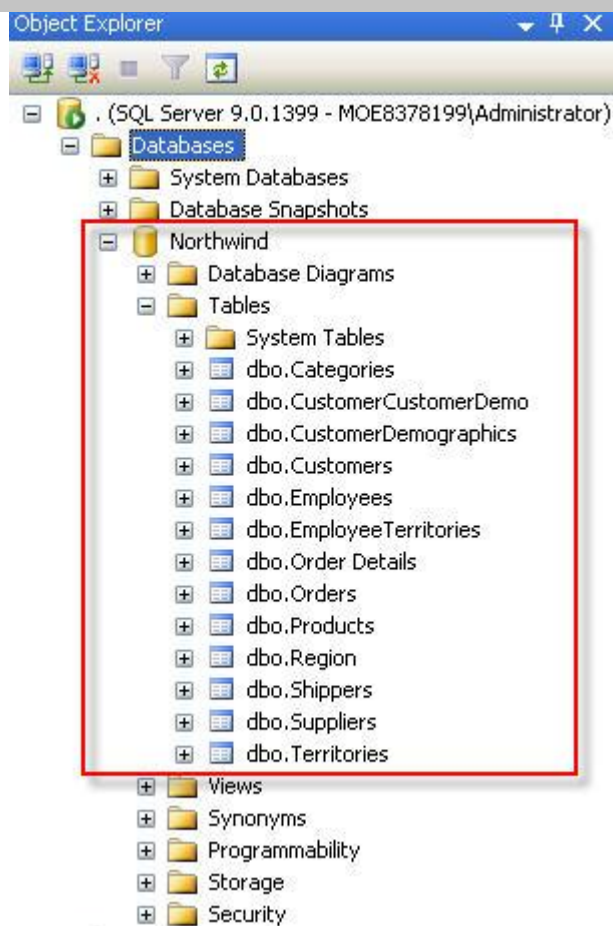 Object Explorer
. (SQL Server 9.0.1399 - MOE8378199\Administrator)
Databases
System Databases
Database Snapshots
Northwind
Database Diagrams
Tables
System Tables
dbo.Categories
dbo.CustomerCustomerDemo
dbo.CustomerDemographics
dbo.Customers
dbo.Employees
dbo.EmployeeTerritories
dbo.Order Details
dbo.Orders
dbo.Products
dbo.Region
dbo.Shippers
dbo.Suppliers
dbo.Territories
Views
Synonyms
Programmability
Storage
Security